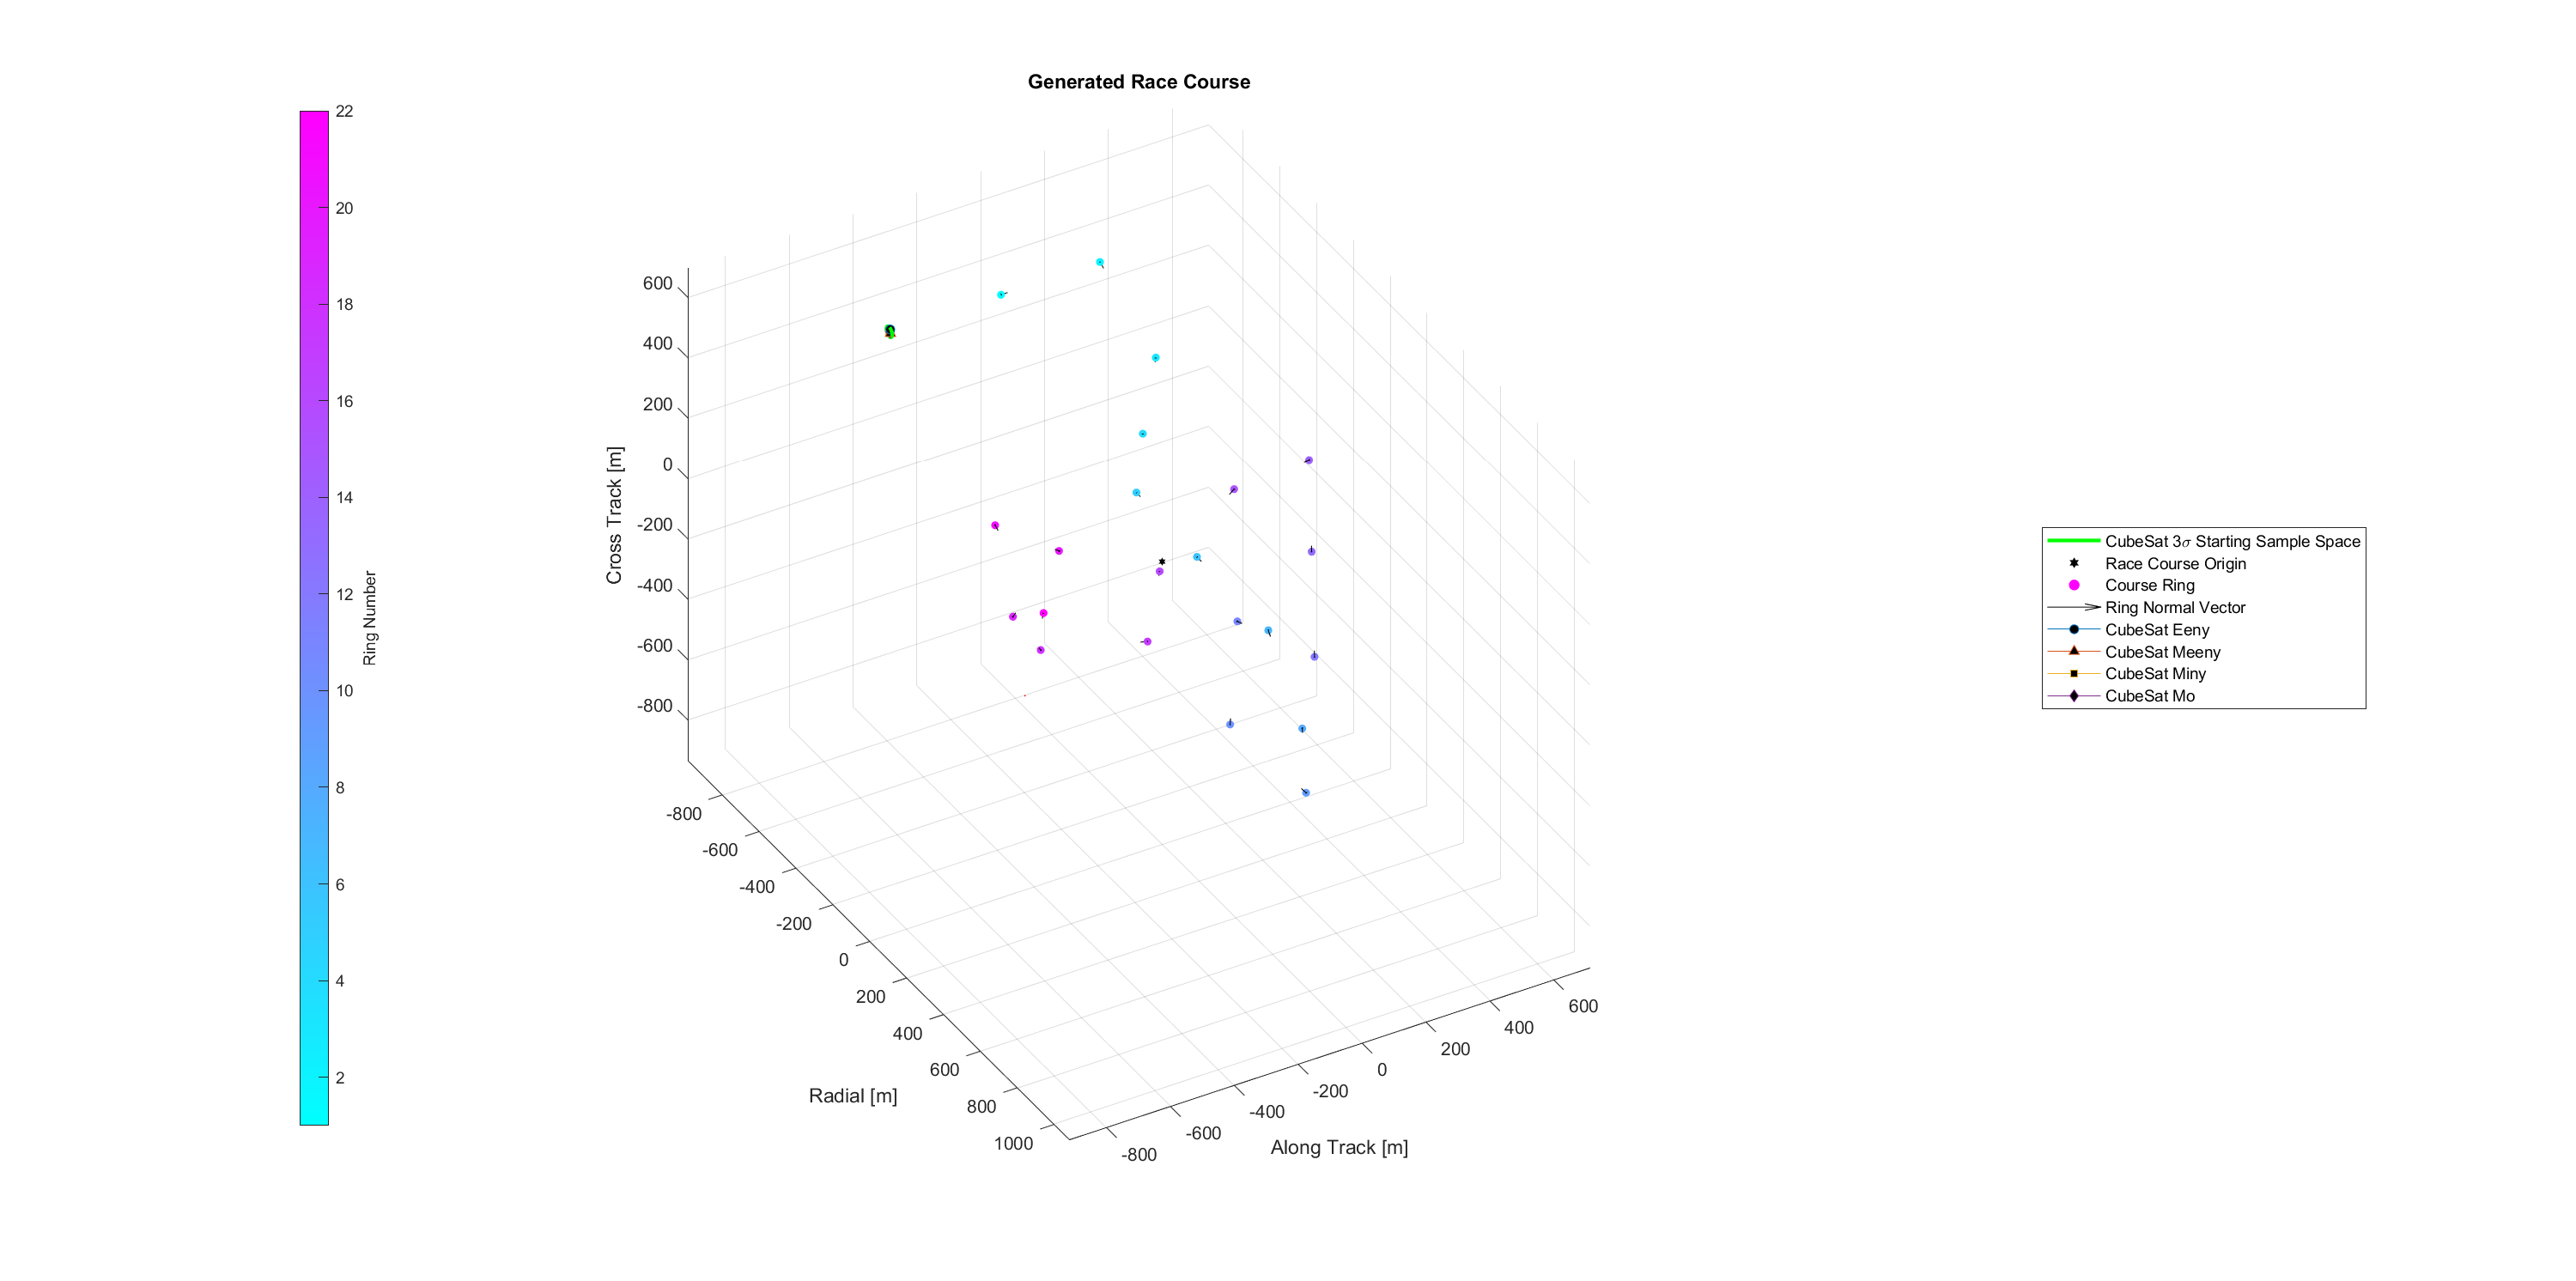 Generated Race Course
22
20
18
16
14
12
10
8
6
4
2
Ring Number
600
400
200
0
-200
-400
-600
-800
Cross Track [m]
-800
-600
-400
-200
0
200
400
600
800
1000
Radial [m]
-800
-600
-400
-200
0
200
400
600
Along Track [m]
CubeSat 3σ Starting Sample Space
Race Course Origin
Course Ring
Ring Normal Vector
CubeSat Eeny
CubeSat Meeny
CubeSat Miny
CubeSat Mo